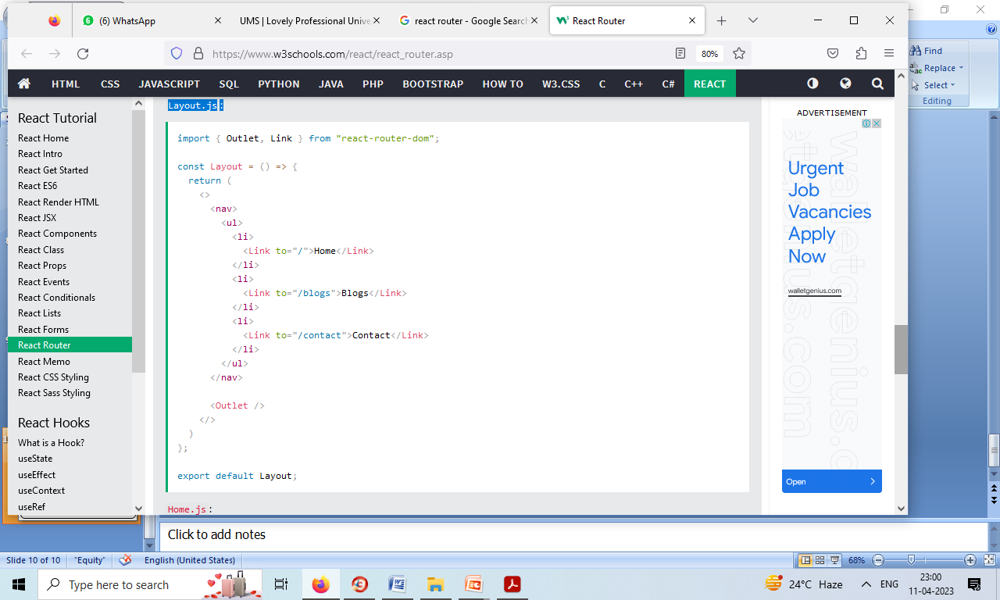 (6) WhatsApp
UMS | Lovely Professional Unive
react router - Google Search
React Router
https://www.w3schools.com/react/react_router.asp
80%
HTML CSS JAVASCRIPT SQL PYTHON JAVA PHP BOOTSTRAP HOW TO W3.CSS C C++ C# REACT
Find
Replace
Select
Editing
React Tutorial
React Home
React Intro
React Get Started
React ES6
React Render HTML
React JSX
React Components
React Class
React Props
React Events
React Conditionals
React Lists
React Forms
React Router
React Memo
React CSS Styling
React Sass Styling
React Hooks
What is a Hook?
useState
useEffect
useContext
useRef
Layout.js:
import { Outlet, Link } from "react-router-dom";
const Layout = () => {
return (
<>
<nav>
<ul>
<li>
<Link to="/">Home</Link>
</li>
<li>
<Link to="/blogs">Blogs</Link>
</li>
<li>
<Link to="/contact">Contact</Link>
</li>
</ul>
</nav>
<Outlet />
</>
)
};
export default Layout;
Home.js:
ADVERTISEMENT
Urgent
Job
Vacancies
Apply
Now
walletgenius.com
Open
Click to add notes
Slide 10 of 10 "Equity" English (United States) 68%
Type here to search
24°C Haze
ENG
23:00
11-04-2023